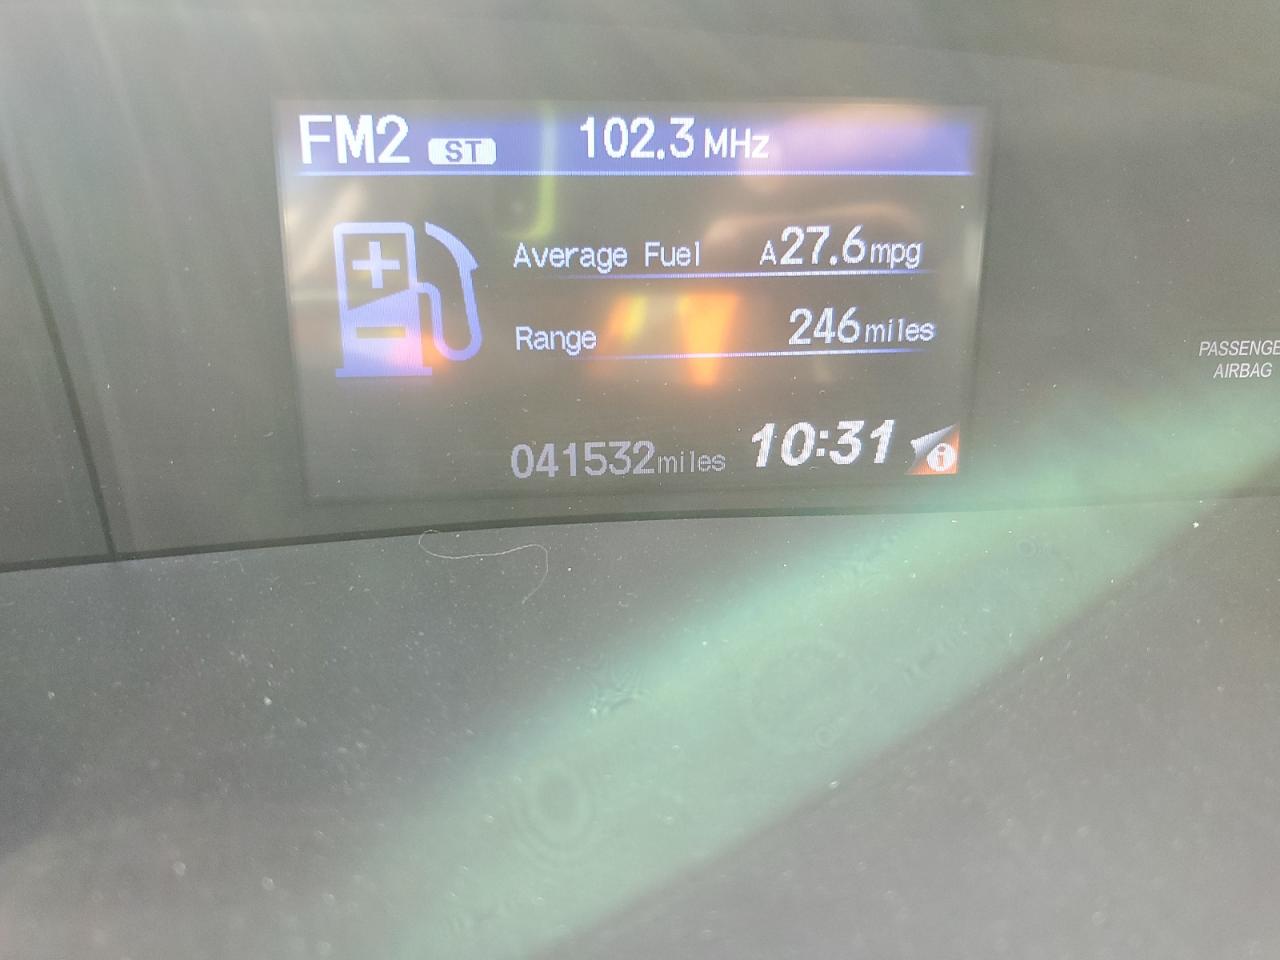 FM2 ST 102.3 MHz
Average Fuel A27.6mpg
Range 246miles
041532miles 10:31
PASSENGE
AIRBAG